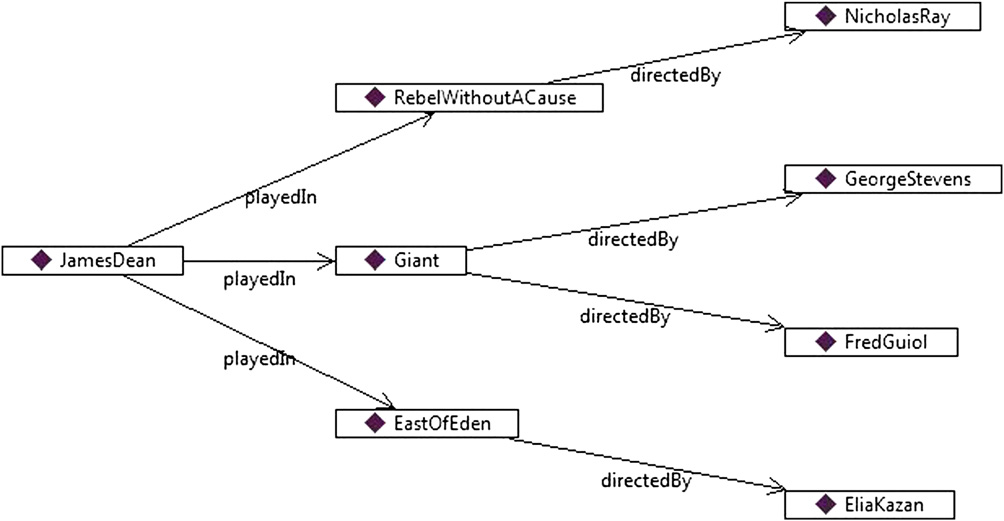 NicholasRay
directedBy
RebelWithoutACause
playedIn
GeorgeStevens
directedBy
JamesDean
playedIn
Giant
directedBy
FredGuiol
playedIn
EastOfEden
directedBy
EliaKazan